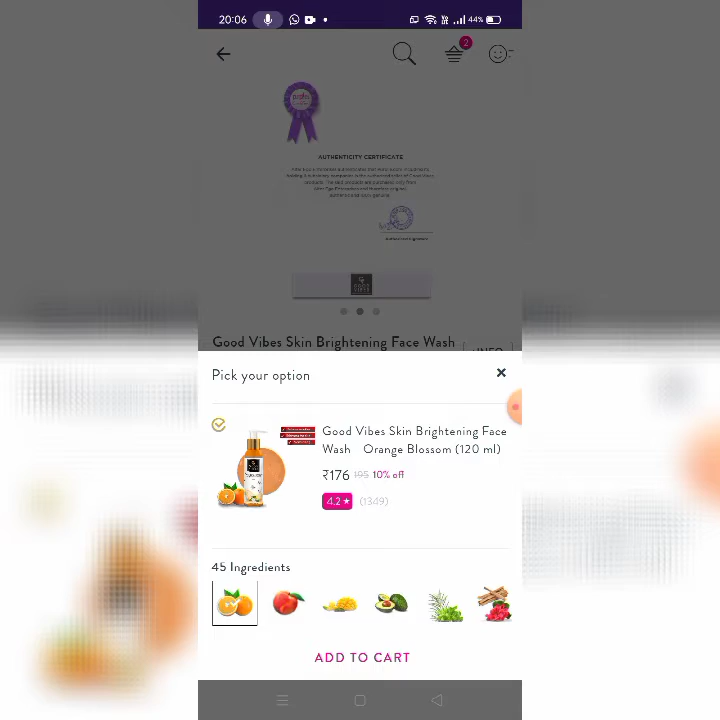 20:06
44%
2
AUTHENTICITY CERTIFICATE
Good Vibes Skin Brightening Face Wash
Pick your option
Good Vibes Skin Brightening Face
Wash Orange Blossom (120 ml)
₹176 195 10% off
4.2 ★ (1349)
45 Ingredients
ADD TO CART